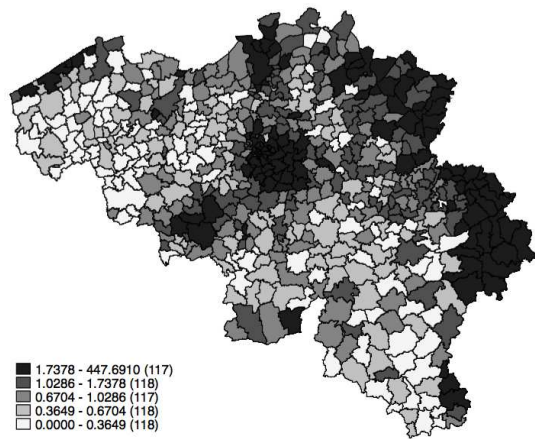 1.7378 - 447.6910 (117)
1.0286 - 1.7378 (118)
0.6704 - 1.0286 (117)
0.3649 - 0.6704 (118)
0.0000 - 0.3649 (118)